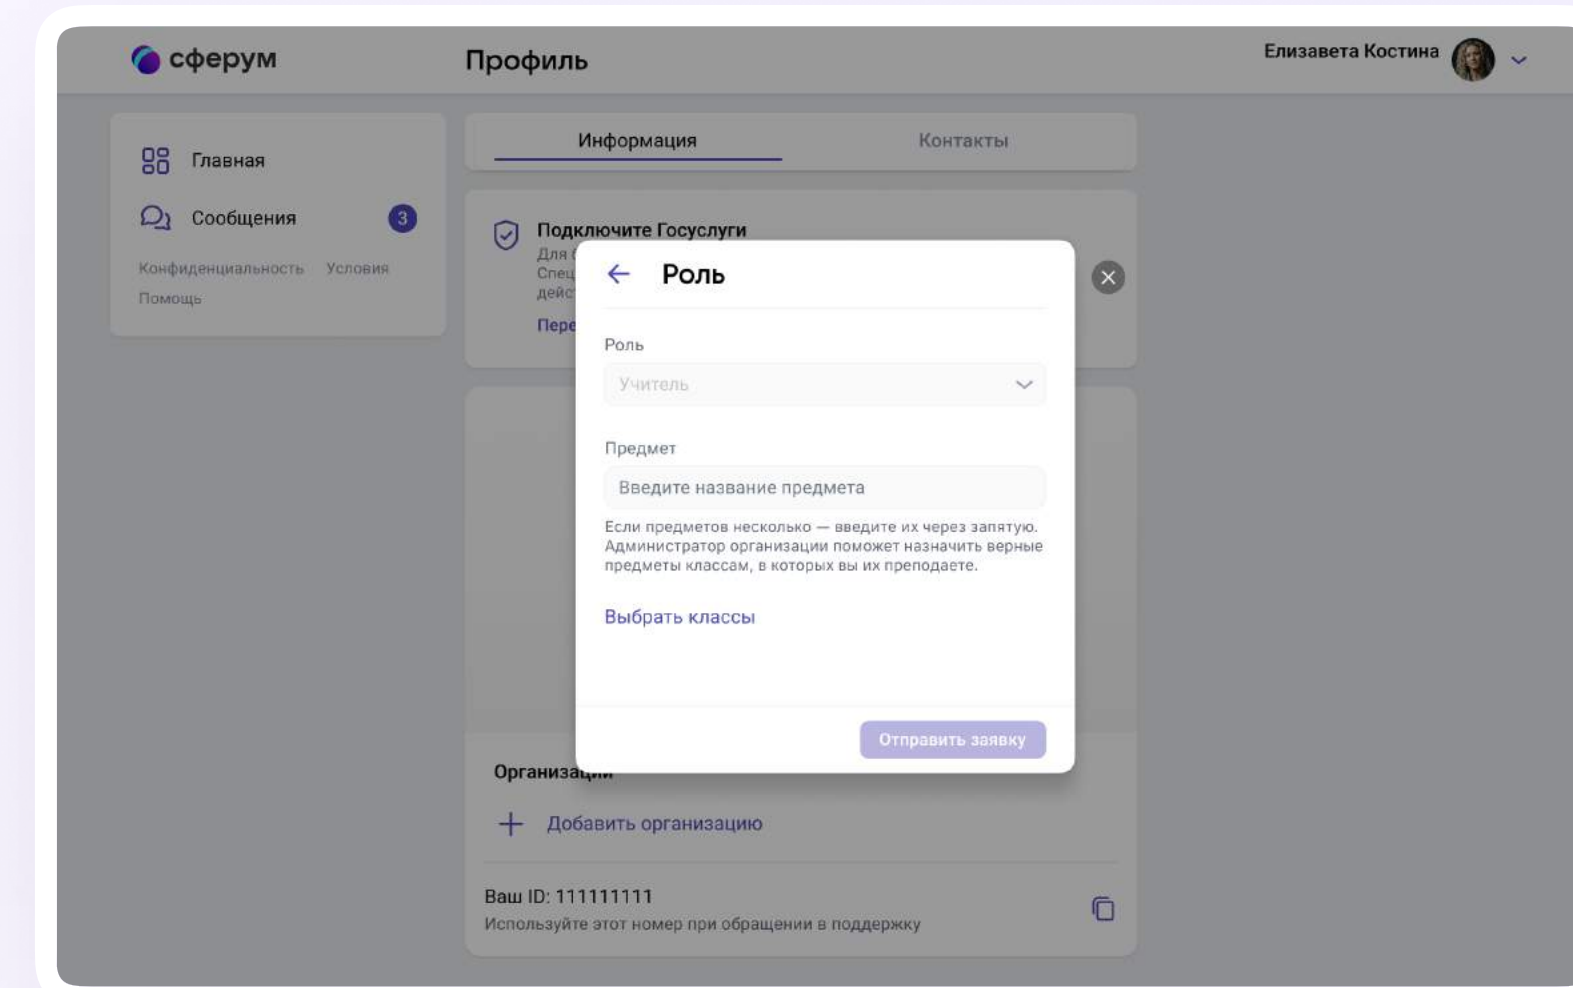 сферум
Профиль
Елизавета Костина
Главная
Сообщения
3
Конфиденциальность Условия
Помощь
Информация
Контакты
Подключите Госуслуги
Для
Роль
Роль
Учитель
Предмет
Введите название предмета
Если предметов несколько — введите их через запятую.
Администратор организации поможет назначить верные
предметы классам, в которых вы их преподаете.
Выбрать классы
Отправить заявку
Добавить организацию
Ваш ID: 111111111
Используйте этот номер при обращении в поддержку